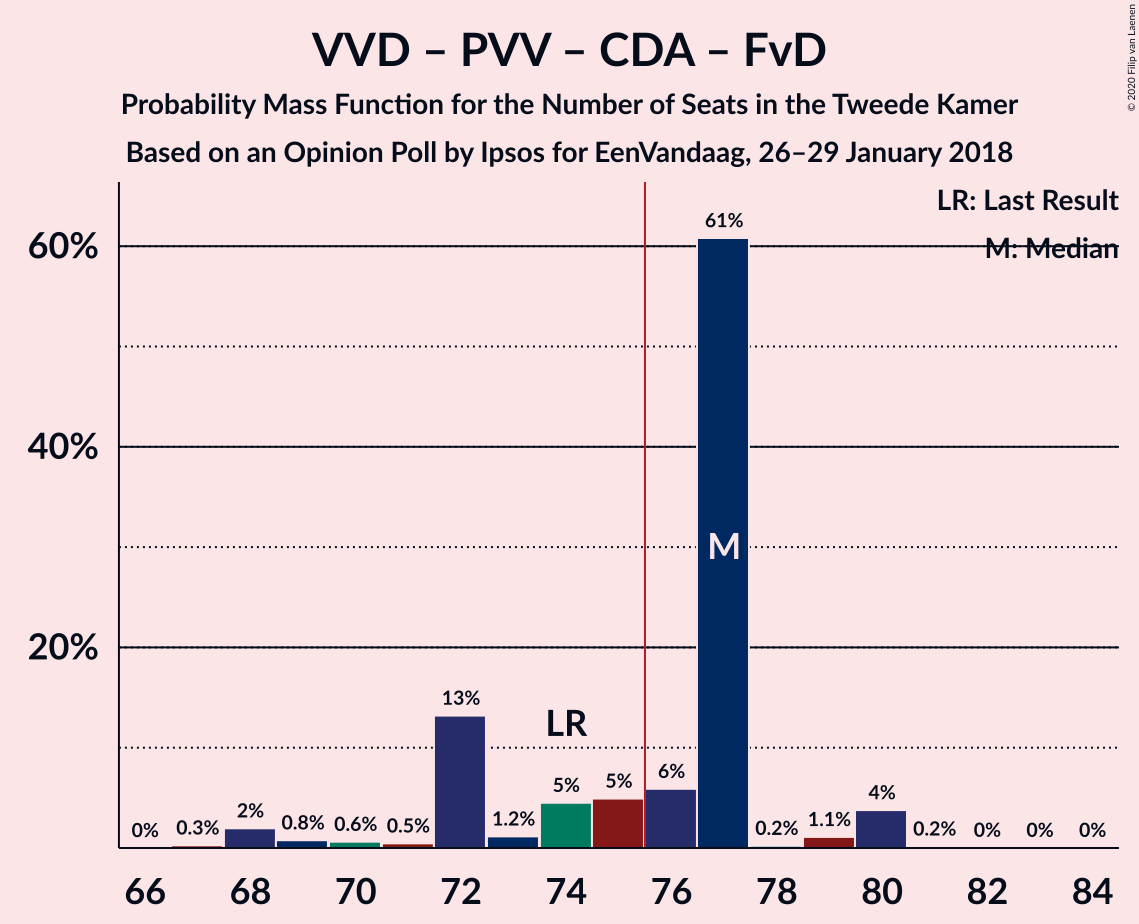 VVD – PVV – CDA – FvD
Probability Mass Function for the Number of Seats in the Tweede Kamer
Based on an Opinion Poll by Ipsos for EenVandaag, 26–29 January 2018
© 2020 Filip van Laenen
LR: Last Result
M: Median
60%
40%
20%
0%
0.3%
2%
0.8%
0.6%
0.5%
13%
1.2%
5%
5%
6%
61%
0.2%
1.1%
4%
0.2%
0%
0%
0%
LR
M
66 68 70 72 74 76 78 80 82 84